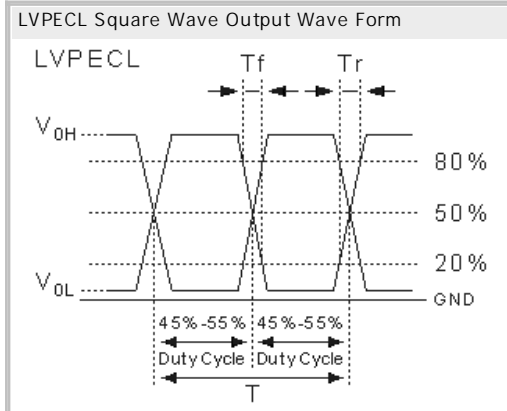 LVPECL Square Wave Output Wave Form
LVPECL
Tf
Tr
V0H
80%
50%
20%
V0L
GND
45%-55% 45%-55%
Duty Cycle Duty Cycle
T